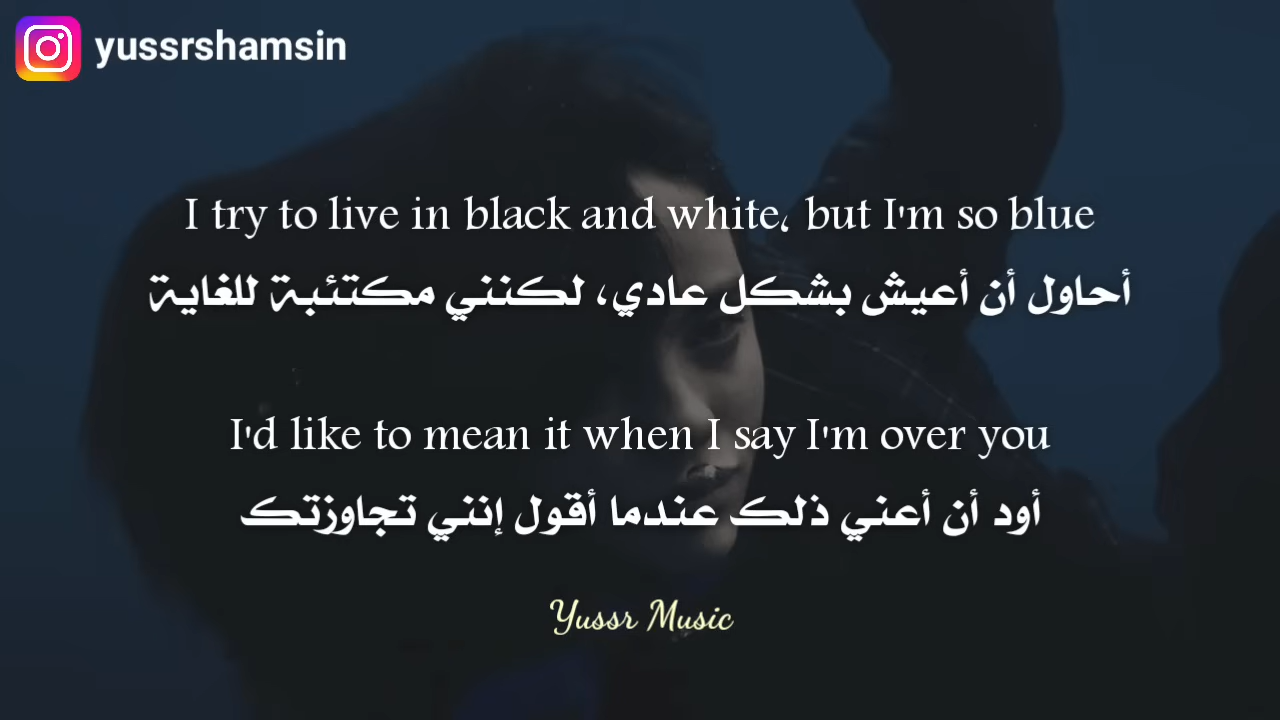 yussrshamsin
I try to live in black and white، but I'm so blue
أحاول أن أعيش بشكل عادي، لكنني مكتئبة للغاية
I'd like to mean it when I say I'm over you
أود أن أعني ذلك عندما أقول إنني تجاوزتك
Yussr Music